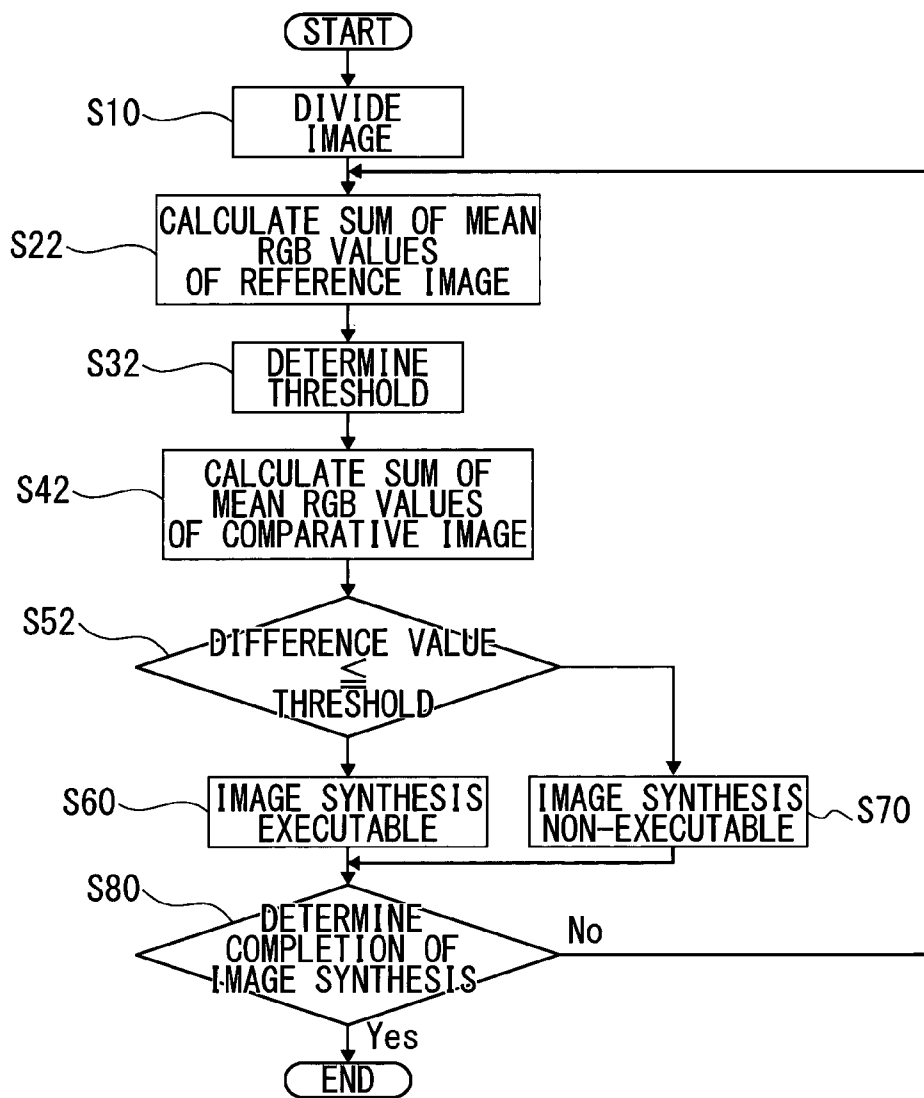 START
S10
DIVIDE
IMAGE
S22
CALCULATE SUM OF MEAN
RGB VALUES
OF REFERENCE IMAGE
S32
DETERMINE
THRESHOLD
S42
CALCULATE SUM OF
MEAN RGB VALUES
OF COMPARATIVE IMAGE
S52
DIFFERENCE VALUE
≦
THRESHOLD
S60
IMAGE SYNTHESIS
EXECUTABLE
IMAGE SYNTHESIS
NON-EXECUTABLE
S70
S80
DETERMINE
COMPLETION OF
IMAGE SYNTHESIS
No
Yes
END